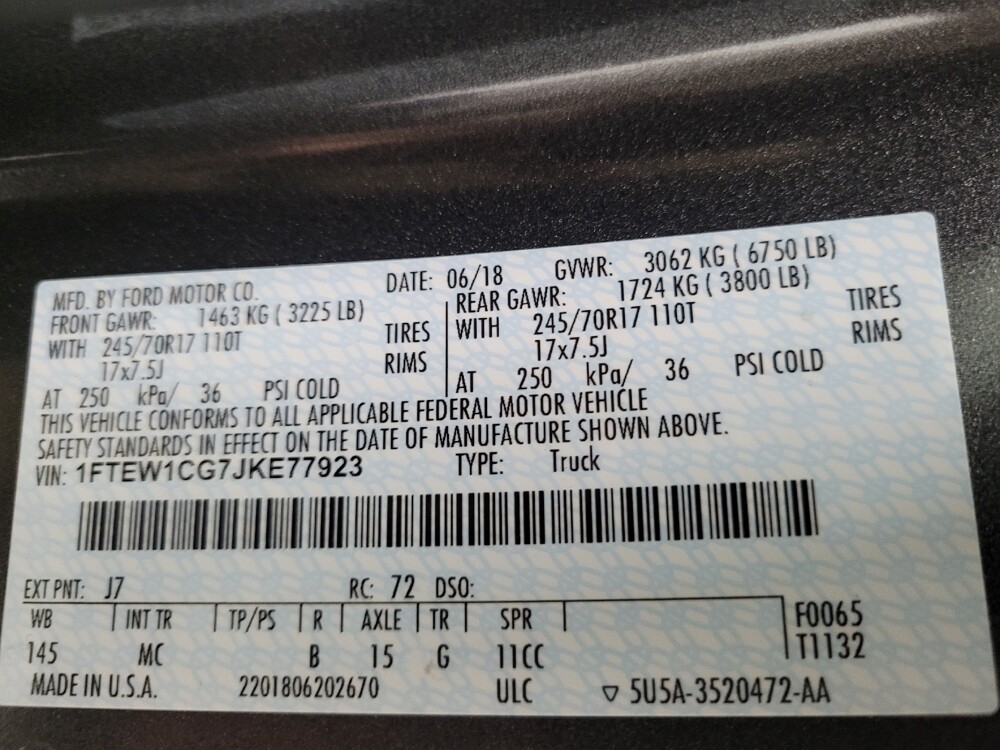 MFD. BY FORD MOTOR CO. DATE: 06/18 GVWR: 3062 KG ( 6750 LB)
FRONT GAWR: 1463 KG ( 3225 LB) REAR GAWR: 1724 KG ( 3800 LB)
WITH 245/70R17 110T TIRES WITH 245/70R17 110T TIRES
17x7.5J RIMS 17x7.5J RIMS
AT 250 kPa/ 36 PSI COLD AT 250 kPa/ 36 PSI COLD
THIS VEHICLE CONFORMS TO ALL APPLICABLE FEDERAL MOTOR VEHICLE
SAFETY STANDARDS IN EFFECT ON THE DATE OF MANUFACTURE SHOWN ABOVE.
VIN: 1FTEW1CG7JKE77923 TYPE: Truck
EXT PNT: J7 RC: 72 DSO:
WB INT TR TP/PS R AXLE TR SPR F0065
145 MC B 15 G 11CC T1132
MADE IN U.S.A. 2201806202670 ULC ▽ 5U5A-3520472-AA